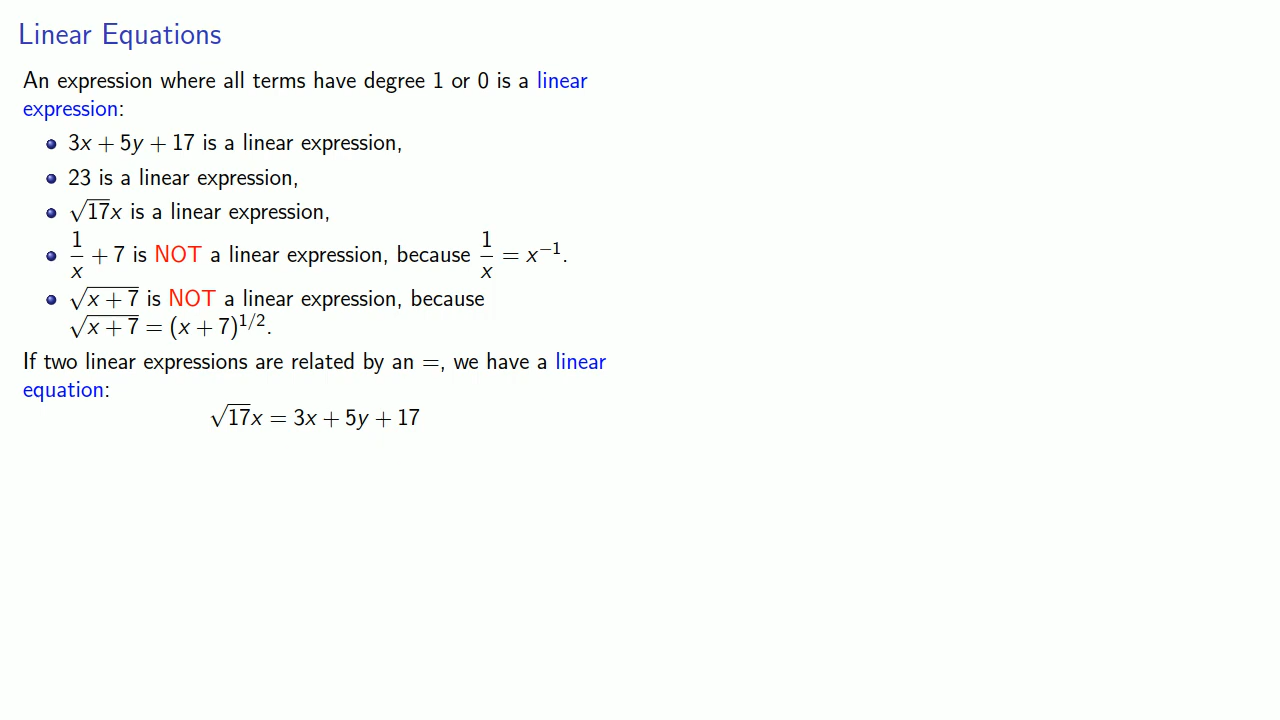 Linear Equations
An expression where all terms have degree 1 or 0 is a linear
expression:
3x + 5y + 17 is a linear expression,
23 is a linear expression,
√17x is a linear expression,
1/x + 7 is NOT a linear expression, because 1/x = x⁻¹.
√(x + 7) is NOT a linear expression, because
√(x + 7) = (x + 7)^1/2.
If two linear expressions are related by an =, we have a linear
equation:
√17x = 3x + 5y + 17